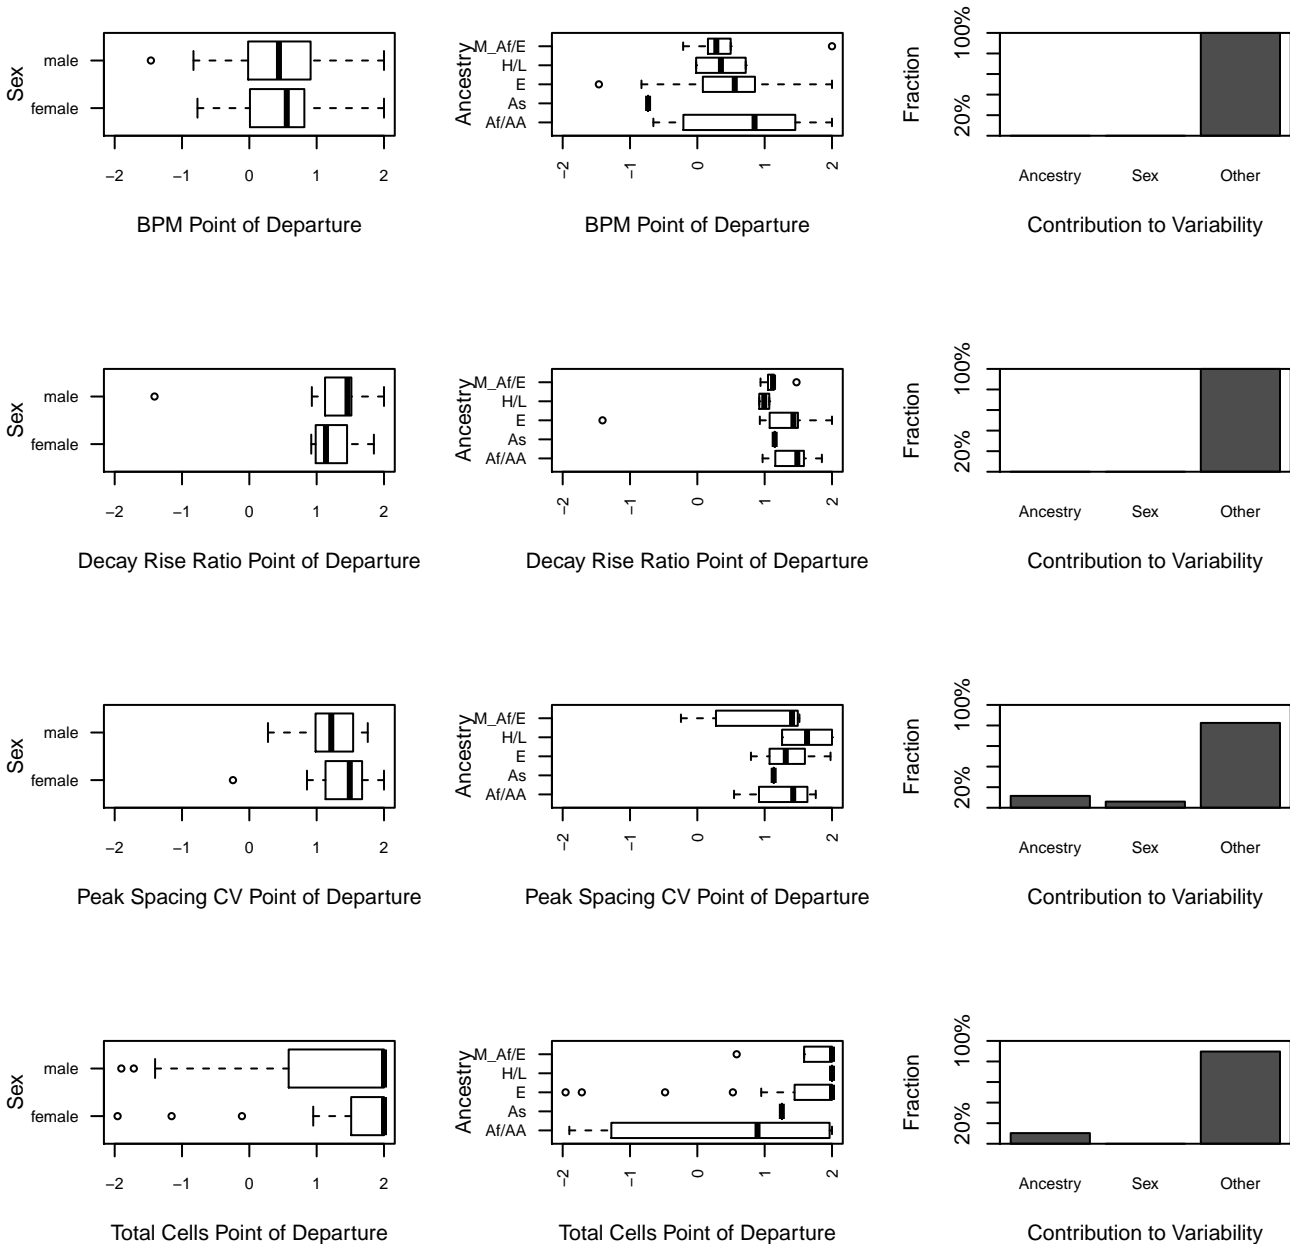 Sex
male
female
−2 −1 0 1 2
BPM Point of Departure
Ancestry
M_Af/E
H/L
E
As
Af/AA
−2 −1 0 1 2
BPM Point of Departure
Fraction
20% 100%
Ancestry Sex Other
Contribution to Variability
Sex
male
female
−2 −1 0 1 2
Decay Rise Ratio Point of Departure
Ancestry
M_Af/E
H/L
E
As
Af/AA
−2 −1 0 1 2
Decay Rise Ratio Point of Departure
Fraction
20% 100%
Ancestry Sex Other
Contribution to Variability
Sex
male
female
−2 −1 0 1 2
Peak Spacing CV Point of Departure
Ancestry
M_Af/E
H/L
E
As
Af/AA
−2 −1 0 1 2
Peak Spacing CV Point of Departure
Fraction
20% 100%
Ancestry Sex Other
Contribution to Variability
Sex
male
female
−2 −1 0 1 2
Total Cells Point of Departure
Ancestry
M_Af/E
H/L
E
As
Af/AA
−2 −1 0 1 2
Total Cells Point of Departure
Fraction
20% 100%
Ancestry Sex Other
Contribution to Variability